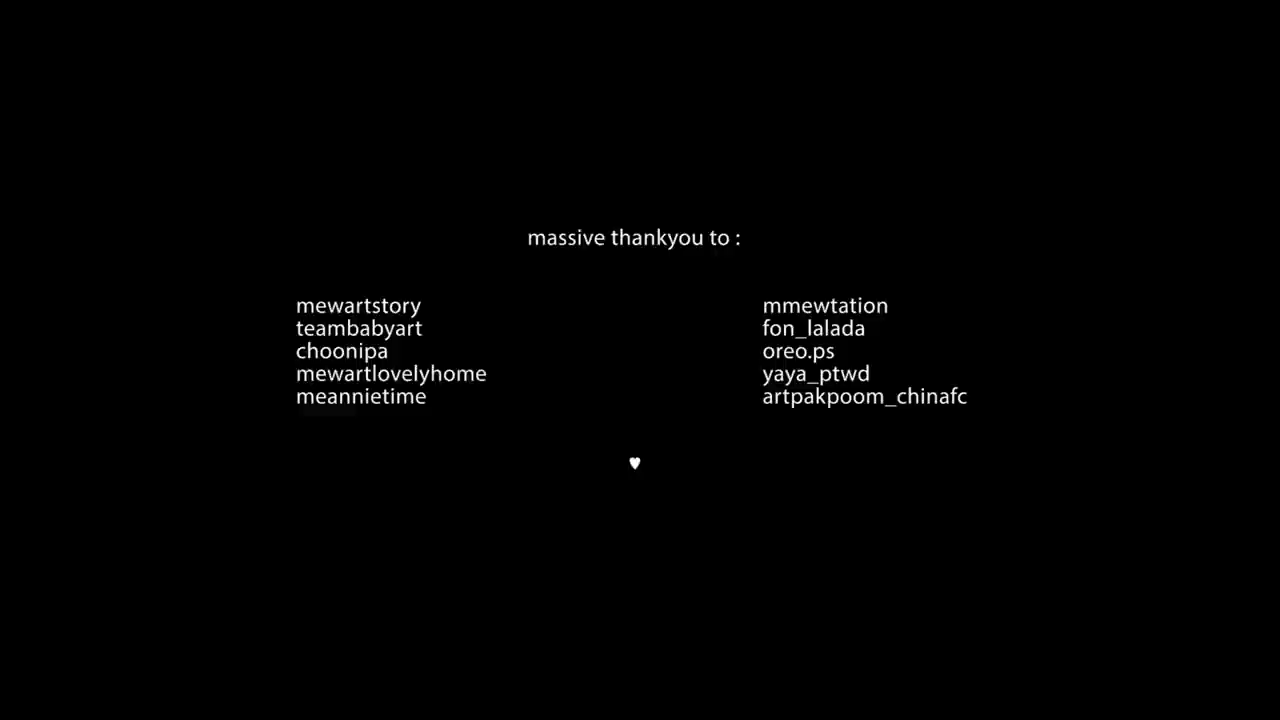 massive thankyou to :
mewartstory
teambabyart
choonipa
mewartlovelyhome
meannietime
mmewtation
fon_lalada
oreo.ps
yaya_ptwd
artpakpoom_chinafc
♥